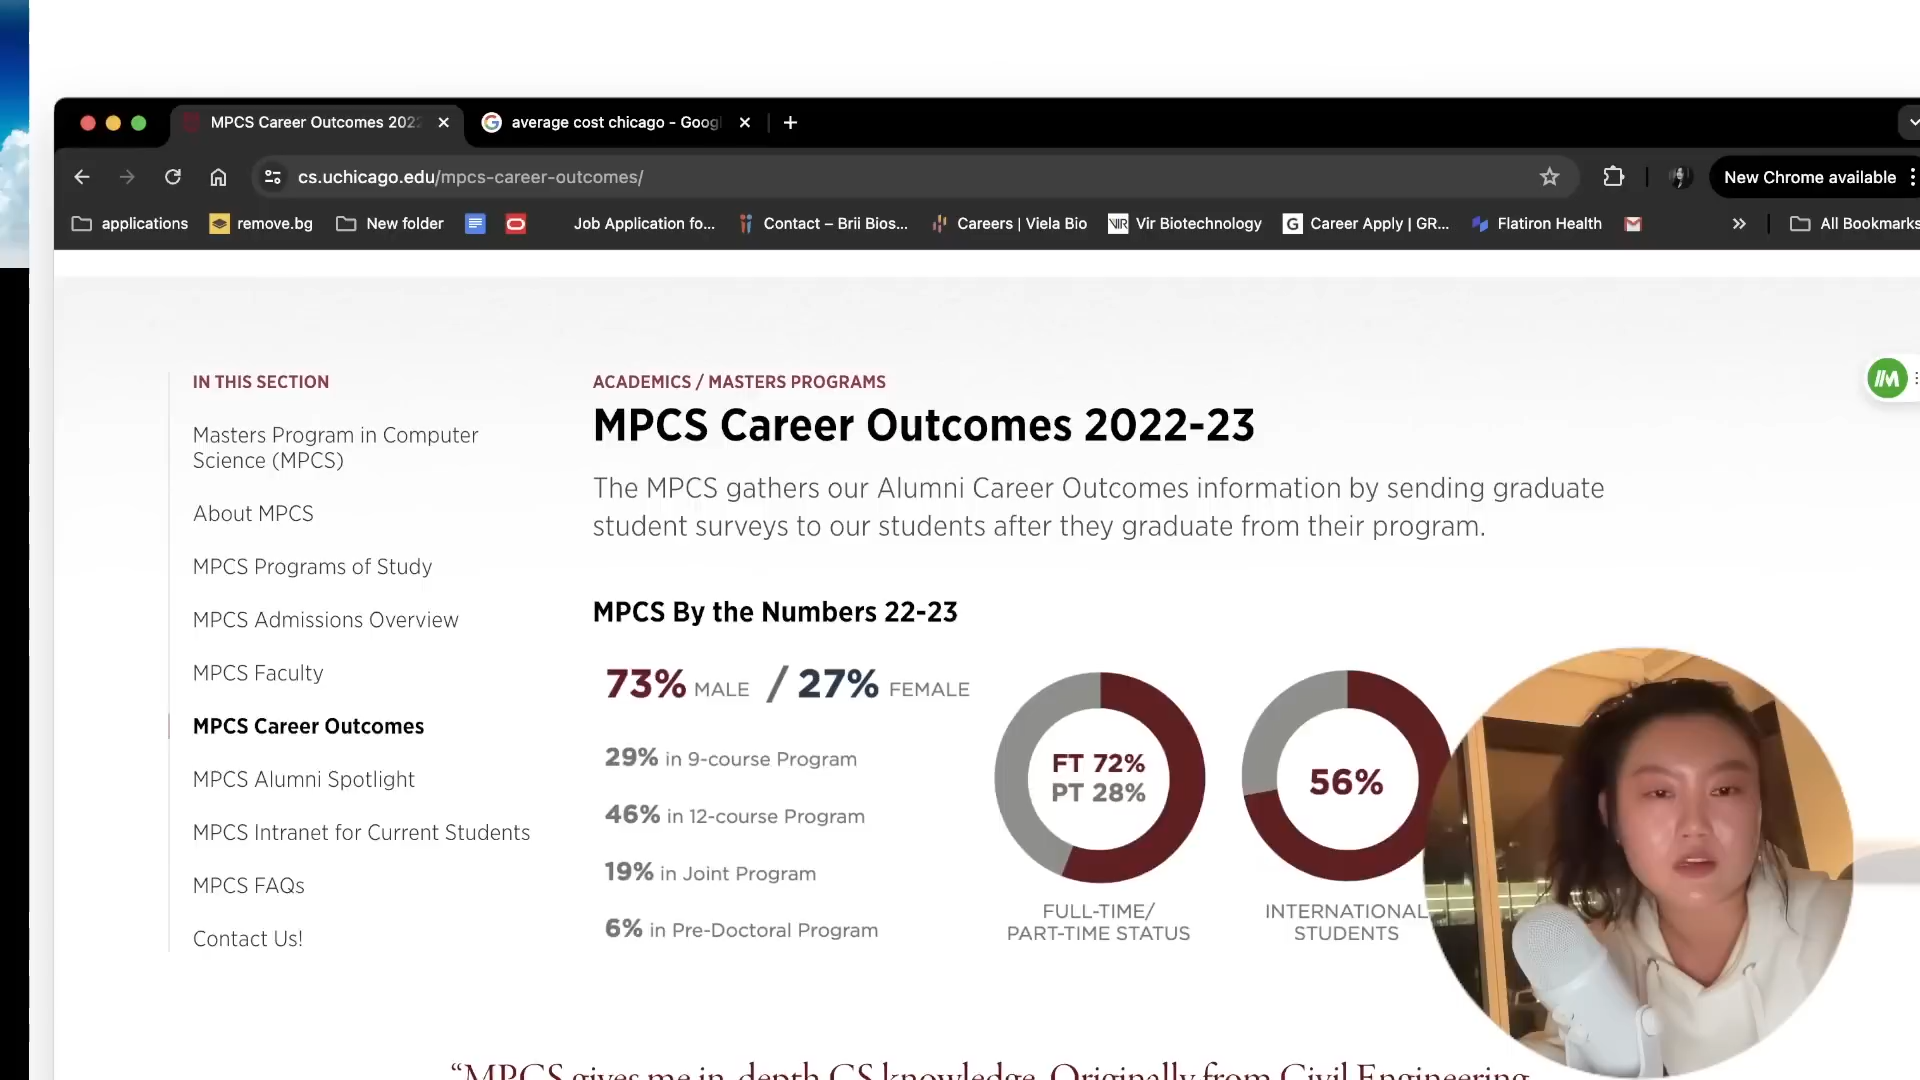 MPCS Career Outcomes 202
average cost chicago - Goog
cs.uchicago.edu/mpcs-career-outcomes/
New Chrome available
applications
remove.bg
New folder
Job Application fo...
Contact – Brii Bios...
Careers | Viela Bio
VIR Vir Biotechnology
G Career Apply | GR...
Flatiron Health
All Bookmarks
IN THIS SECTION
Masters Program in Computer
Science (MPCS)
About MPCS
MPCS Programs of Study
MPCS Admissions Overview
MPCS Faculty
MPCS Career Outcomes
MPCS Alumni Spotlight
MPCS Intranet for Current Students
MPCS FAQs
Contact Us!
ACADEMICS / MASTERS PROGRAMS
MPCS Career Outcomes 2022-23
The MPCS gathers our Alumni Career Outcomes information by sending graduate
student surveys to our students after they graduate from their program.
MPCS By the Numbers 22-23
73% MALE / 27% FEMALE
29% in 9-course Program
46% in 12-course Program
19% in Joint Program
6% in Pre-Doctoral Program
FT 72%
PT 28%
FULL-TIME/
PART-TIME STATUS
56%
INTERNATIONAL
STUDENTS
“MPCS gives me in-depth CS knowledge. Originally from Civil Engineering